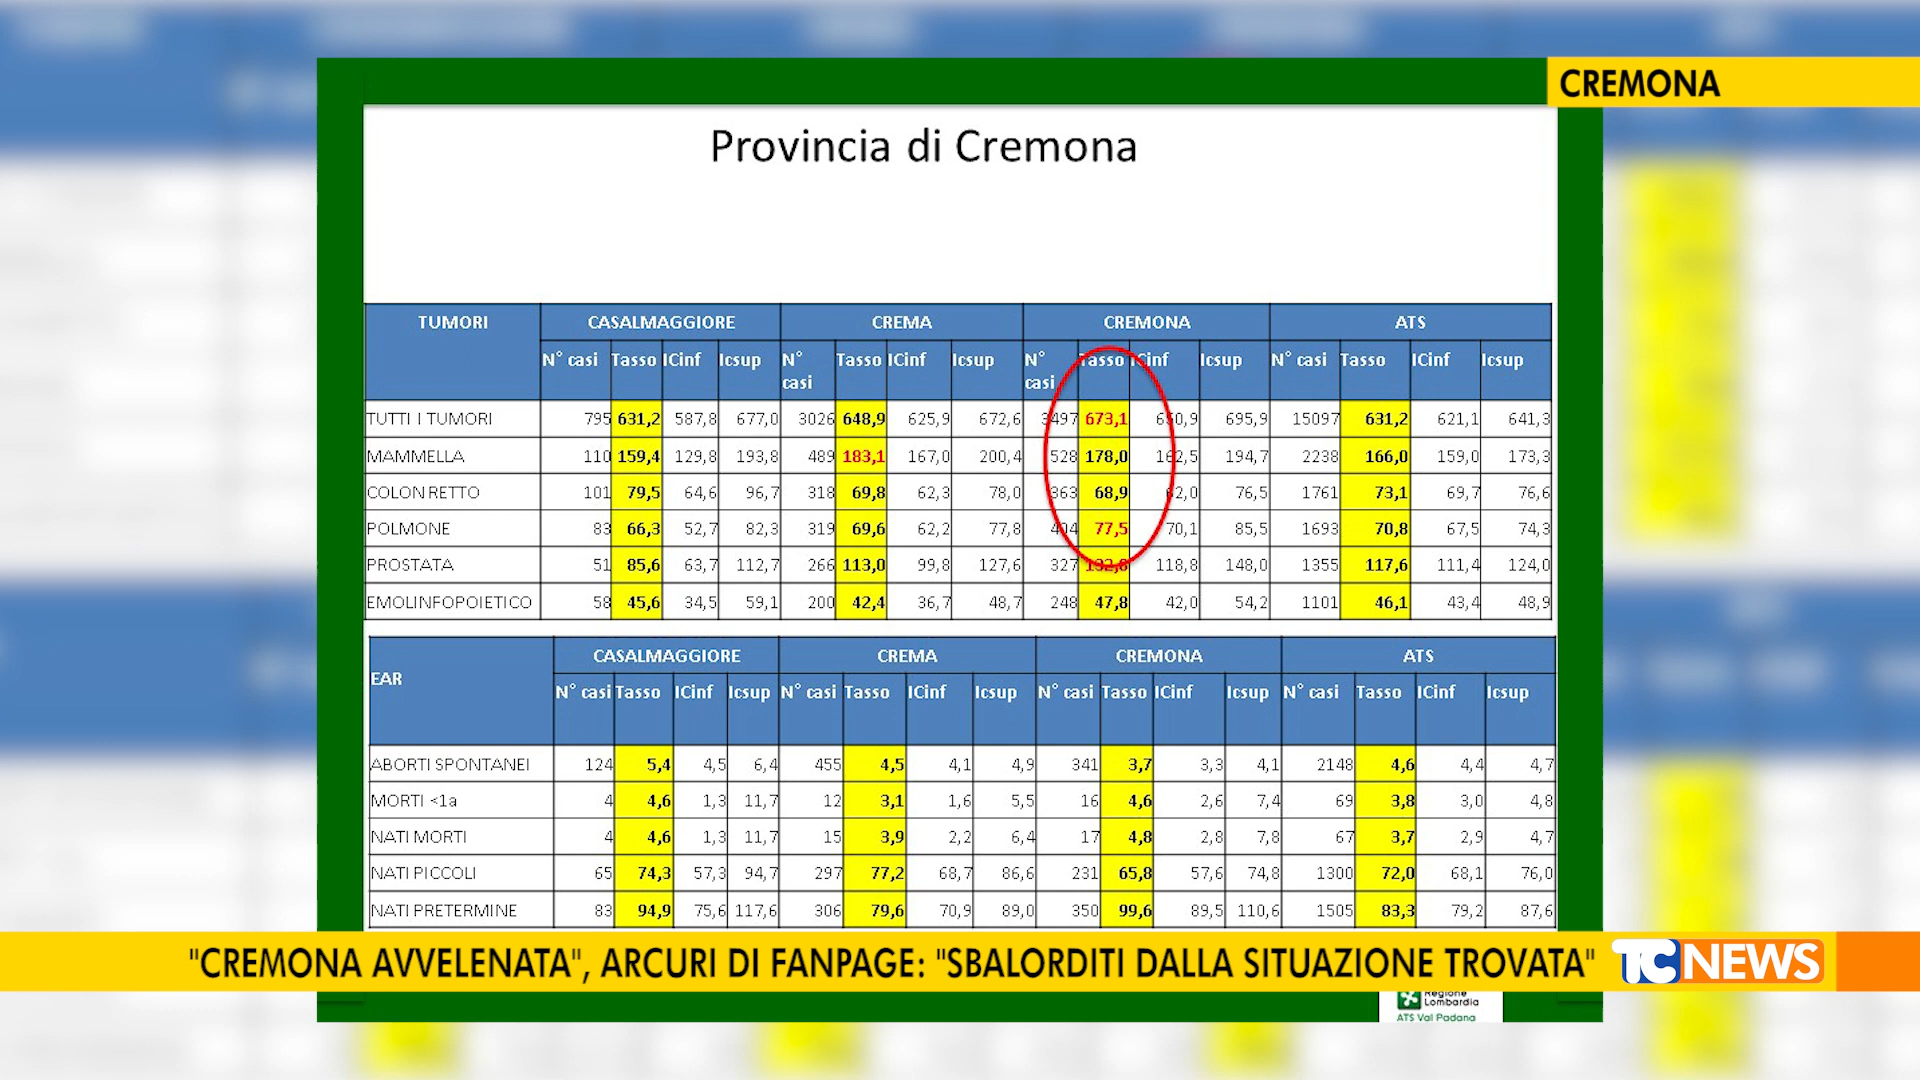 CREMONA
Provincia di Cremona
TUMORI CASALMAGGIORE CREMA CREMONA ATS
N° casi Tasso ICinf Icsup N° casi Tasso ICinf Icsup N° casi Tasso ICinf Icsup N° casi Tasso ICinf Icsup
TUTTI I TUMORI 795 631,2 587,8 677,0 3026 648,9 625,9 672,6 3497 673,1 650,9 695,9 15097 631,2 621,1 641,3
MAMMELLA 110 159,4 129,8 193,8 489 183,1 167,0 200,4 528 178,0 162,5 194,7 2238 166,0 159,0 173,3
COLON RETTO 101 79,5 64,6 96,7 318 69,8 62,3 78,0 363 68,9 62,0 76,5 1761 73,1 69,7 76,6
POLMONE 83 66,3 52,7 82,3 319 69,6 62,2 77,8 404 77,5 70,1 85,5 1693 70,8 67,5 74,3
PROSTATA 51 85,6 63,7 112,7 266 113,0 99,8 127,6 327 132,8 118,8 148,0 1355 117,6 111,4 124,0
EMOLINFOPOIETICO 58 45,6 34,5 59,1 200 42,4 36,7 48,7 248 47,8 42,0 54,2 1101 46,1 43,4 48,9
EAR CASALMAGGIORE CREMA CREMONA ATS
N° casi Tasso ICinf Icsup N° casi Tasso ICinf Icsup N° casi Tasso ICinf Icsup N° casi Tasso ICinf Icsup
ABORTI SPONTANEI 124 5,4 4,5 6,4 455 4,5 4,1 4,9 341 3,7 3,3 4,1 2148 4,6 4,4 4,7
MORTI <1a 4 4,6 1,3 11,7 12 3,1 1,6 5,5 16 4,6 2,6 7,4 69 3,8 3,0 4,8
NATI MORTI 4 4,6 1,3 11,7 15 3,9 2,2 6,4 17 4,8 2,8 7,8 67 3,7 2,9 4,7
NATI PICCOLI 65 74,3 57,3 94,7 297 77,2 68,7 86,6 231 65,8 57,6 74,8 1300 72,0 68,1 76,0
NATI PRETERMINE 83 94,9 75,6 117,6 306 79,6 70,9 89,0 350 99,6 89,5 110,6 1505 83,3 79,2 87,6
"CREMONA AVVELENATA", ARCURI DI FANPAGE: "SBALORDITI DALLA SITUAZIONE TROVATA"
TC NEWS
Regione
Lombardia
ATS Val Padana